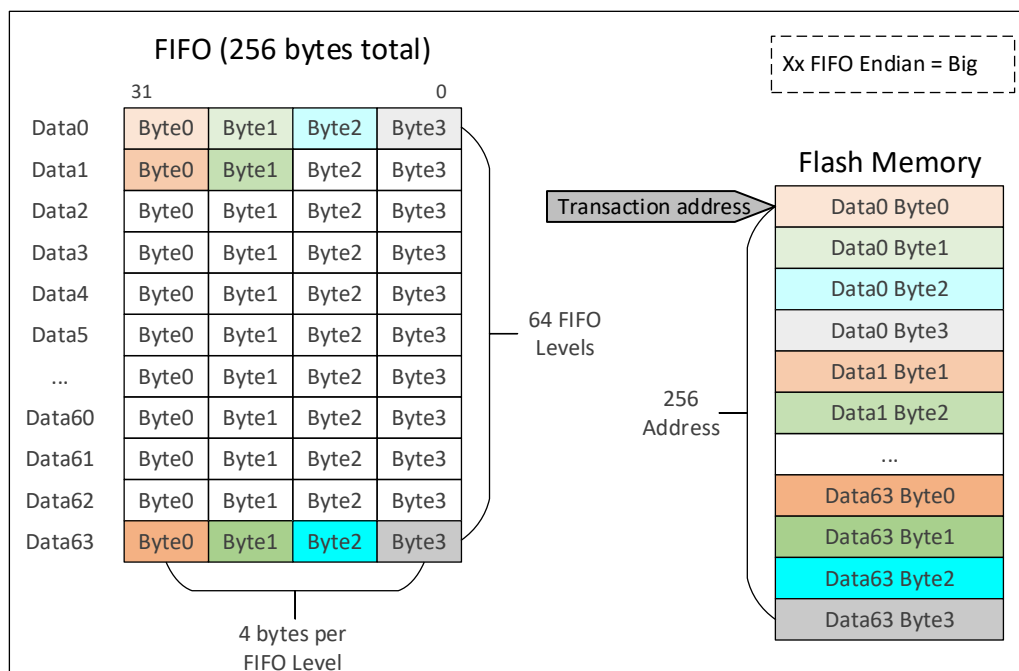 FIFO (256 bytes total)
Xx FIFO Endian = Big
31 0
Data0 Byte0 Byte1 Byte2 Byte3
Data1 Byte0 Byte1 Byte2 Byte3
Data2 Byte0 Byte1 Byte2 Byte3
Data3 Byte0 Byte1 Byte2 Byte3
Data4 Byte0 Byte1 Byte2 Byte3
Data5 Byte0 Byte1 Byte2 Byte3
... Byte0 Byte1 Byte2 Byte3
Data60 Byte0 Byte1 Byte2 Byte3
Data61 Byte0 Byte1 Byte2 Byte3
Data62 Byte0 Byte1 Byte2 Byte3
Data63 Byte0 Byte1 Byte2 Byte3
4 bytes per
FIFO Level
64 FIFO
Levels
Flash Memory
Transaction address
Data0 Byte0
Data0 Byte1
Data0 Byte2
Data0 Byte3
Data1 Byte1
Data1 Byte2
...
Data63 Byte0
Data63 Byte1
Data63 Byte2
Data63 Byte3
256
Address